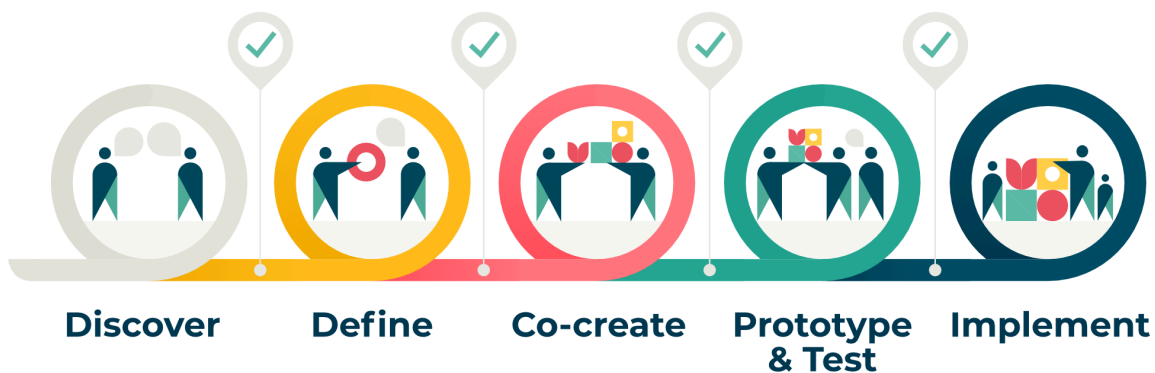 Discover
Define
Co-create
Prototype
& Test
Implement